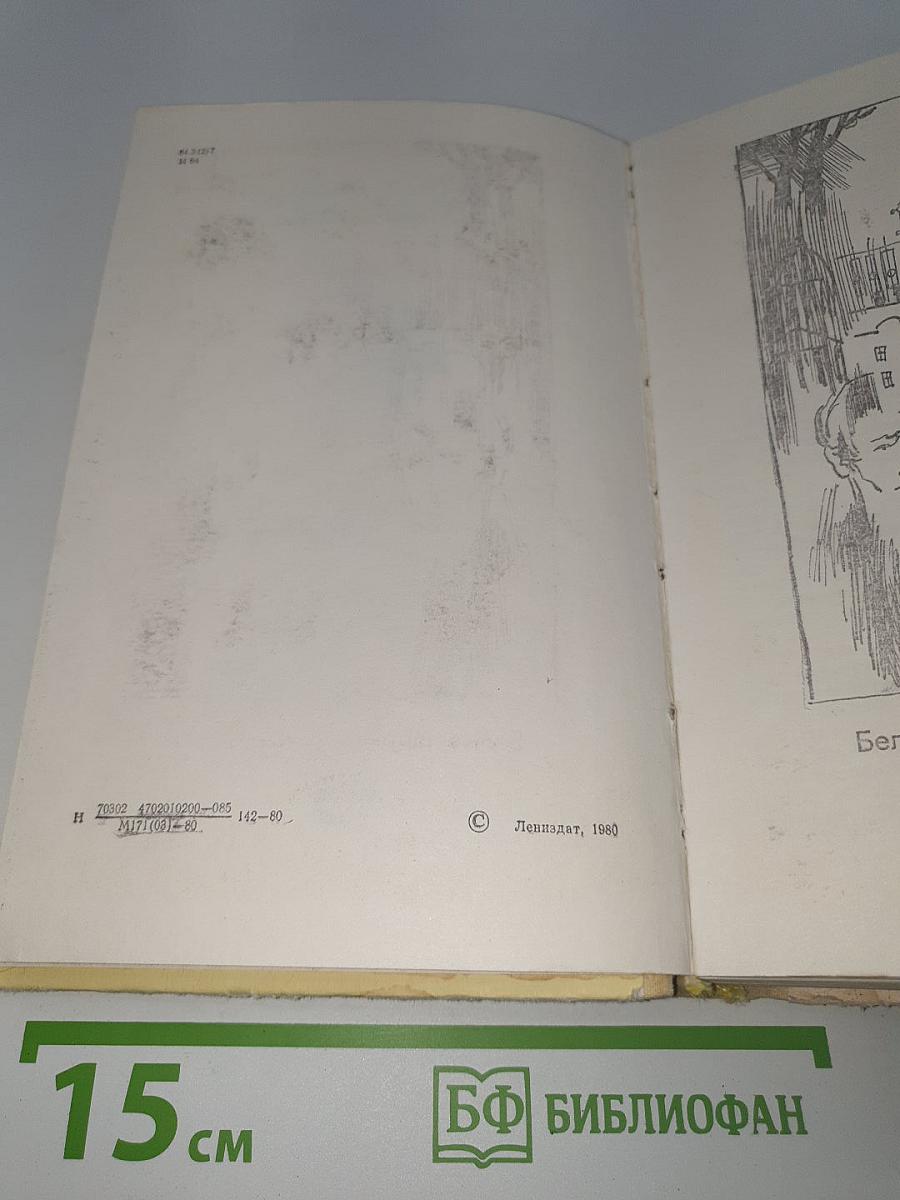 84.3(2)7
Н 70302 4702010200—085 142—80
М171(03)—80
© Лениздат, 1980
Бел
15 см
БФ БИБЛИОФАН